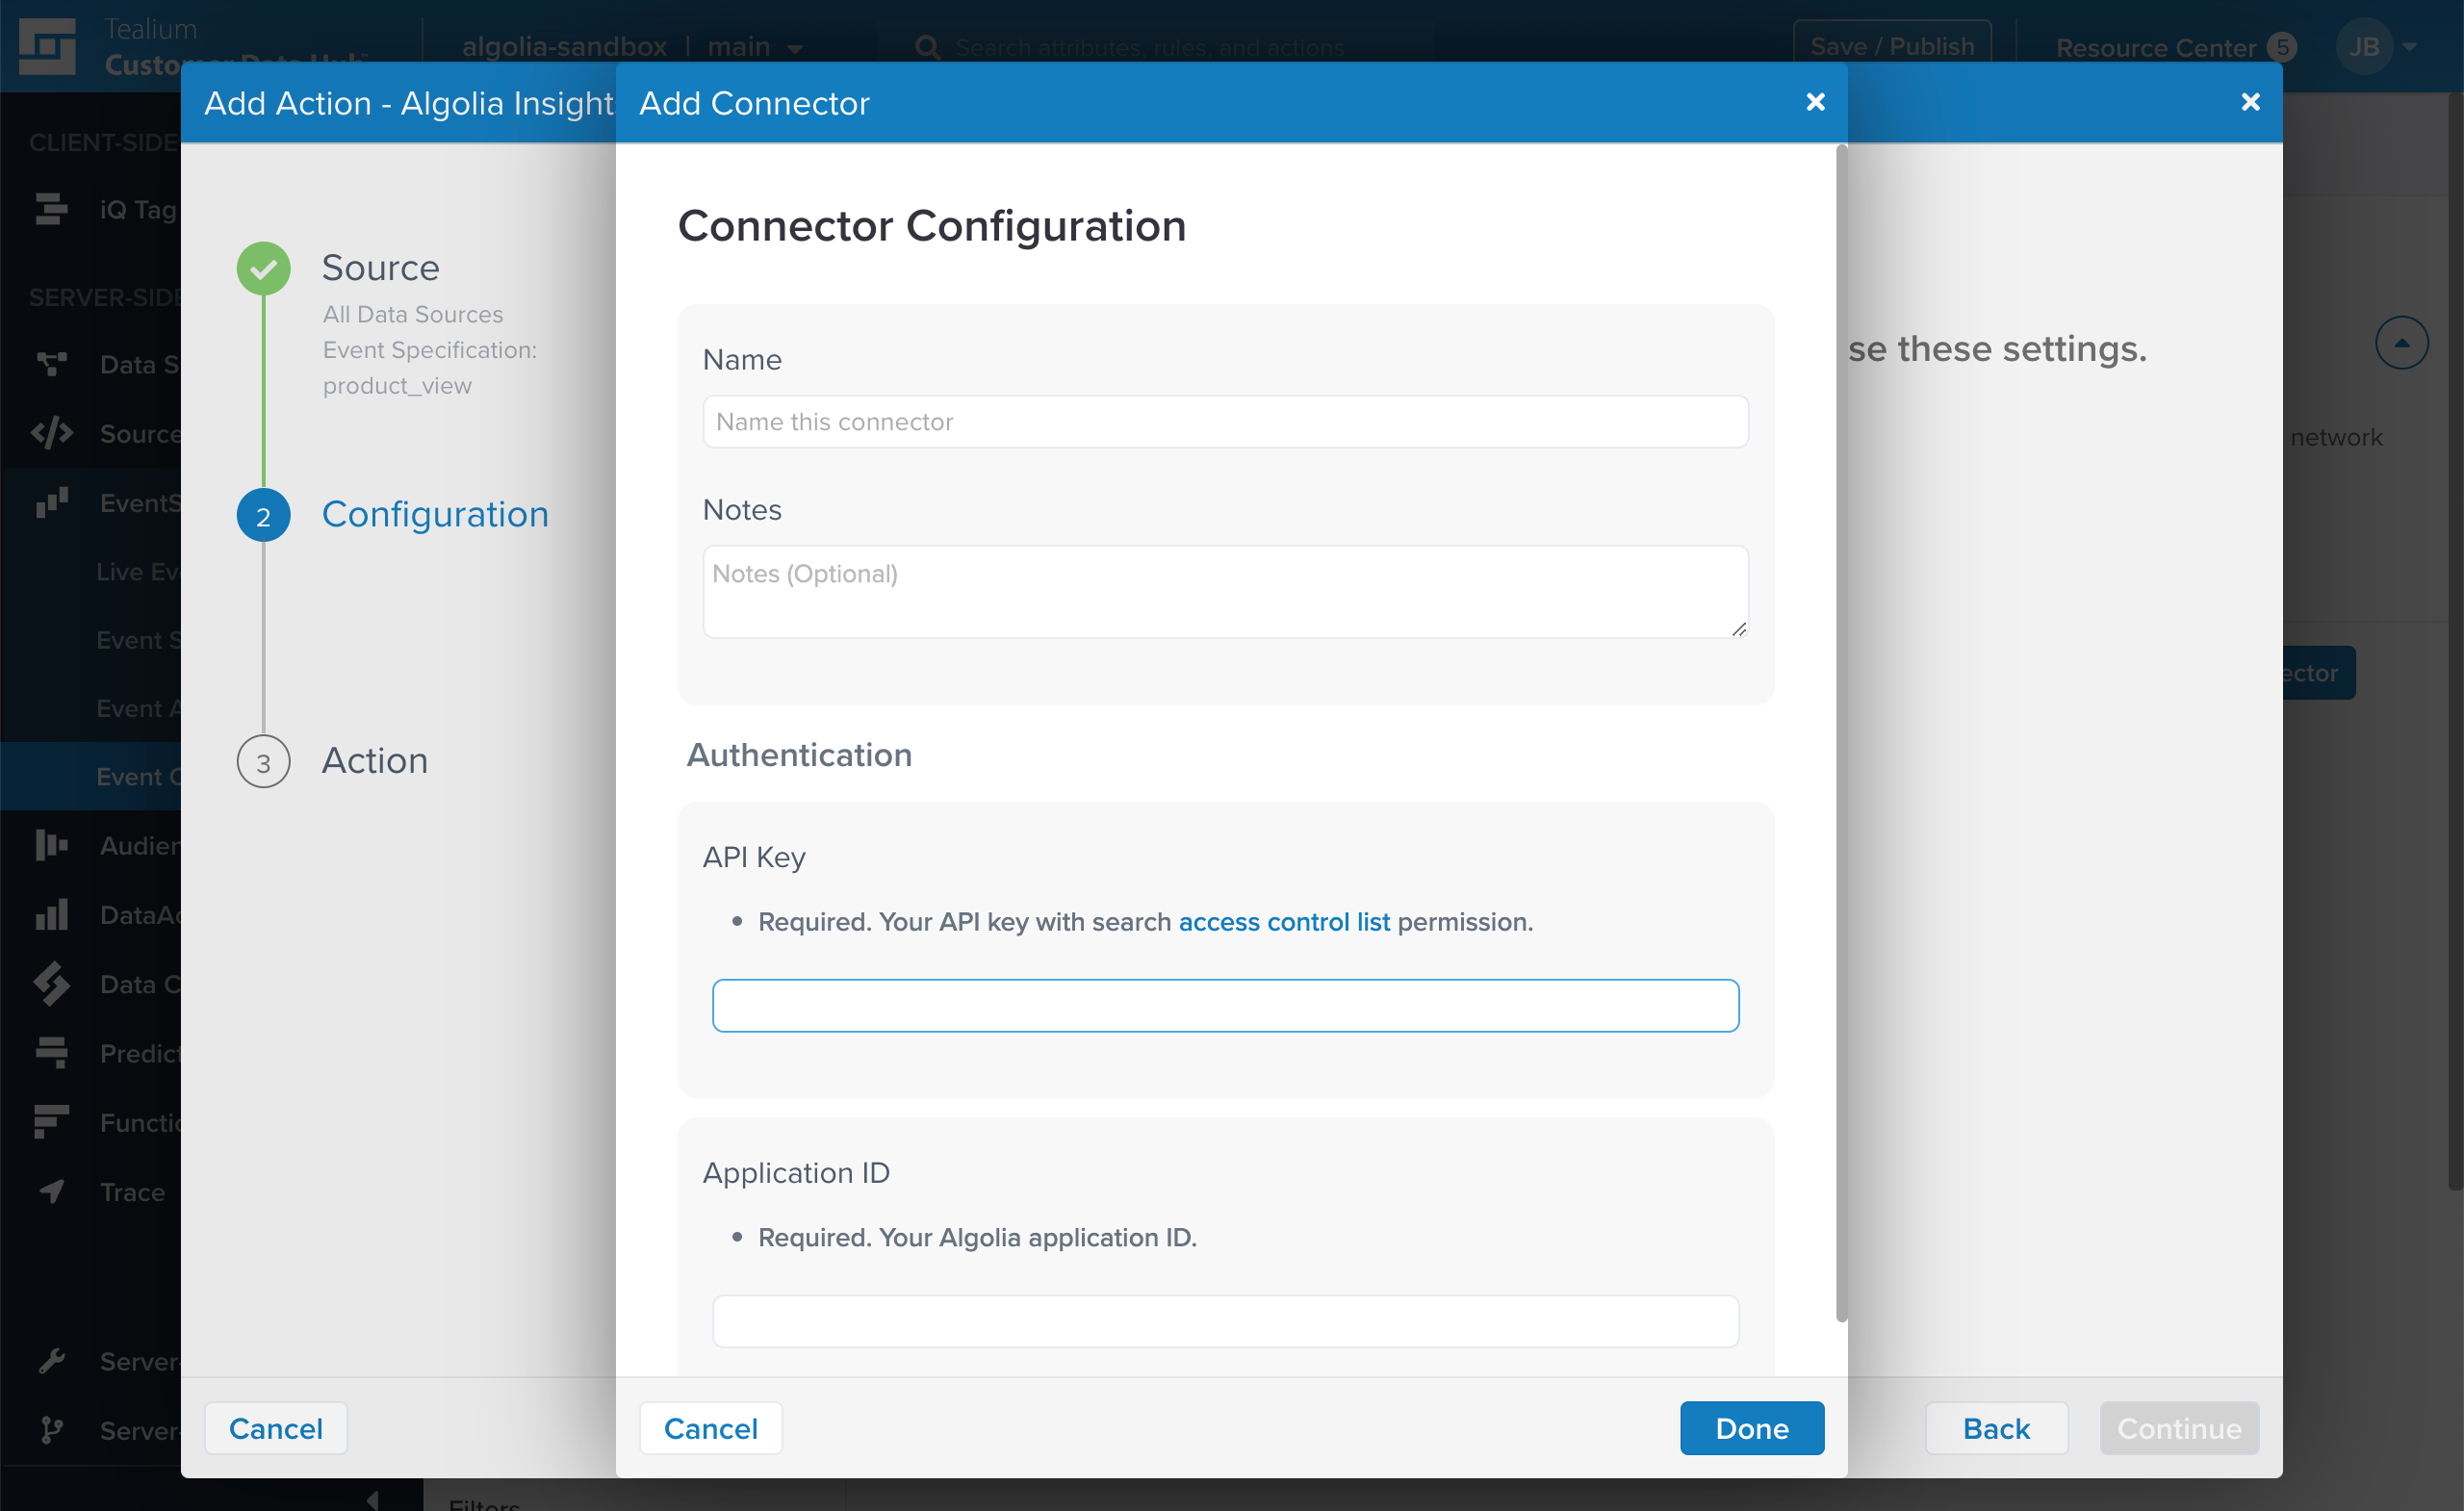 Tealium
Customer Data Hub
algolia-sandbox | main
Search attributes, rules, and actions
Save / Publish
Resource Center 5
JB
Add Action - Algolia Insight
Add Connector
CLIENT-SIDE
iQ Tag
SERVER-SIDE
Data S
Source
EventS
Live Ev
Event S
Event A
Event C
Audien
DataAc
Data C
Predict
Functio
Trace
Server-
Server-
Source
All Data Sources
Event Specification:
product_view
2 Configuration
3 Action
Connector Configuration
Name
Name this connector
Notes
Notes (Optional)
Authentication
API Key
• Required. Your API key with search access control list permission.
Application ID
• Required. Your Algolia application ID.
se these settings.
network
ector
Cancel
Cancel
Done
Back
Continue
Filters